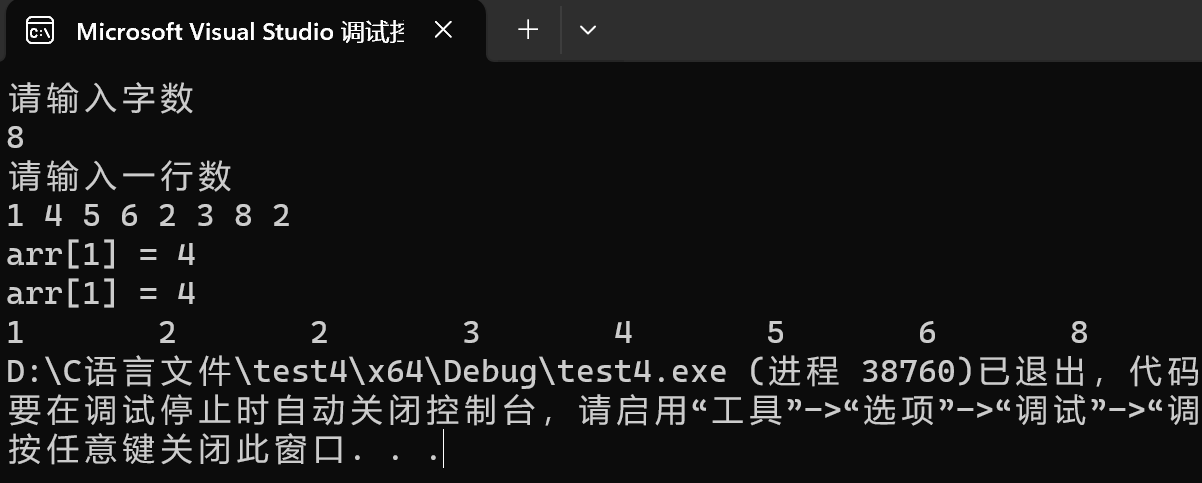 Microsoft Visual Studio 调试
请输入字数
8
请输入一行数
1 4 5 6 2 3 8 2
arr[1] = 4
arr[1] = 4
1 2 2 3 4 5 6 8
D:\C语言文件\test4\x64\Debug\test4.exe (进程 38760)已退出，代码
要在调试停止时自动关闭控制台，请启用“工具”->“选项”->“调试”->“调
按任意键关闭此窗口. . .